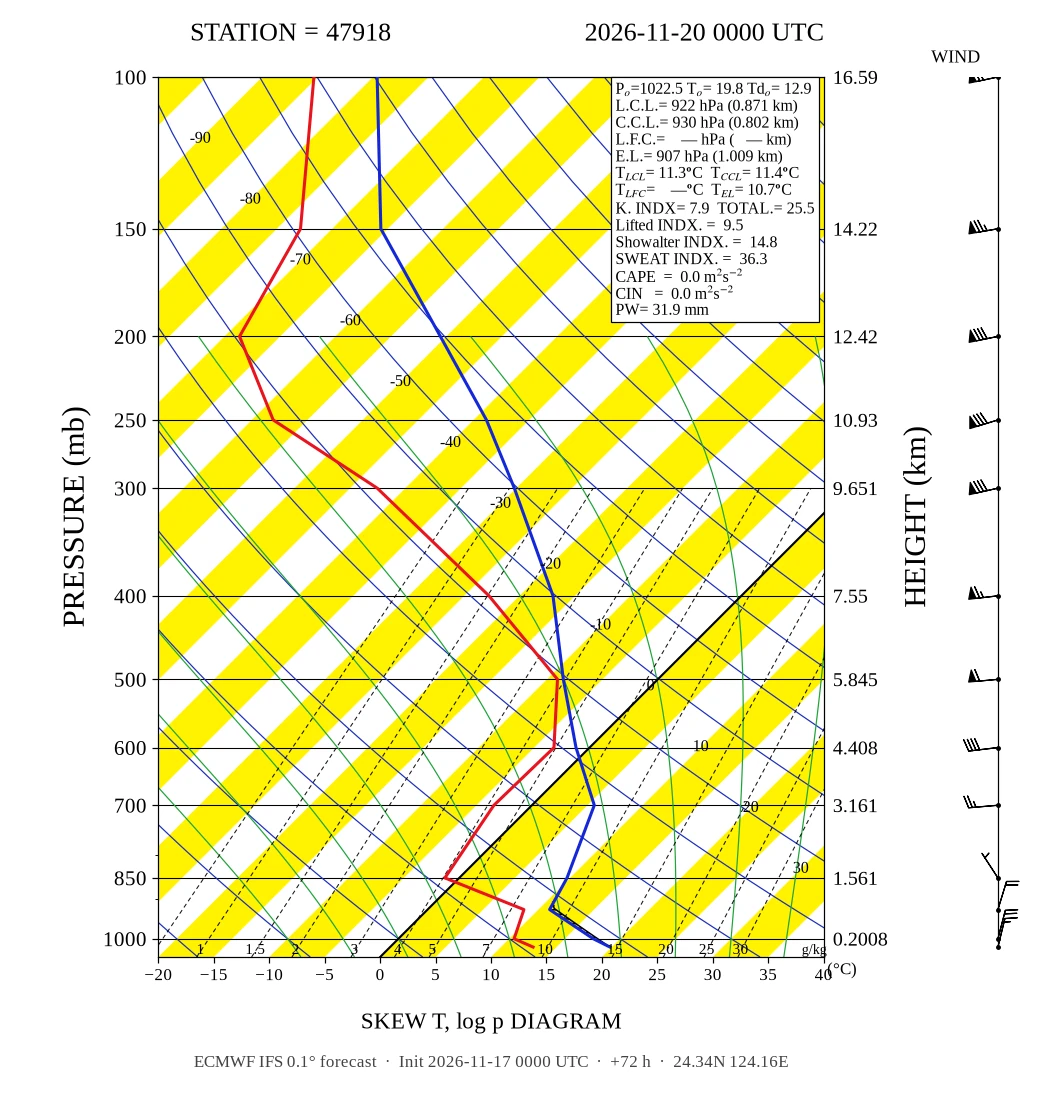 STATION = 47918 2026-11-20 0000 UTC
WIND
100 16.59
Pₒ=1022.5 Tₒ= 19.8 Tdₒ= 12.9
L.C.L.= 922 hPa (0.871 km)
C.C.L.= 930 hPa (0.802 km)
L.F.C.= — hPa ( — km)
E.L.= 907 hPa (1.009 km)
T_LCL= 11.3°C T_CCL= 11.4°C
T_LFC= —°C T_EL= 10.7°C
K. INDX= 7.9 TOTAL.= 25.5
Lifted INDX. = 9.5
Showalter INDX. = 14.8
SWEAT INDX. = 36.3
CAPE = 0.0 m²s⁻²
CIN = 0.0 m²s⁻²
PW= 31.9 mm
-90
-80
150 14.22
-70
-60
200 12.42
-50
250 10.93
-40
300 9.651
-30
PRESSURE (mb)
HEIGHT (km)
-20
400 7.55
-10
500 5.845
0
10
600 4.408
700 3.161
20
30
850 1.561
1000 0.2008
1 1.5 2 3 4 5 7 10 15 20 25 30 g/kg
−20 −15 −10 −5 0 5 10 15 20 25 30 35 40 (°C)
SKEW T, log p DIAGRAM
ECMWF IFS 0.1° forecast · Init 2026-11-17 0000 UTC · +72 h · 24.34N 124.16E